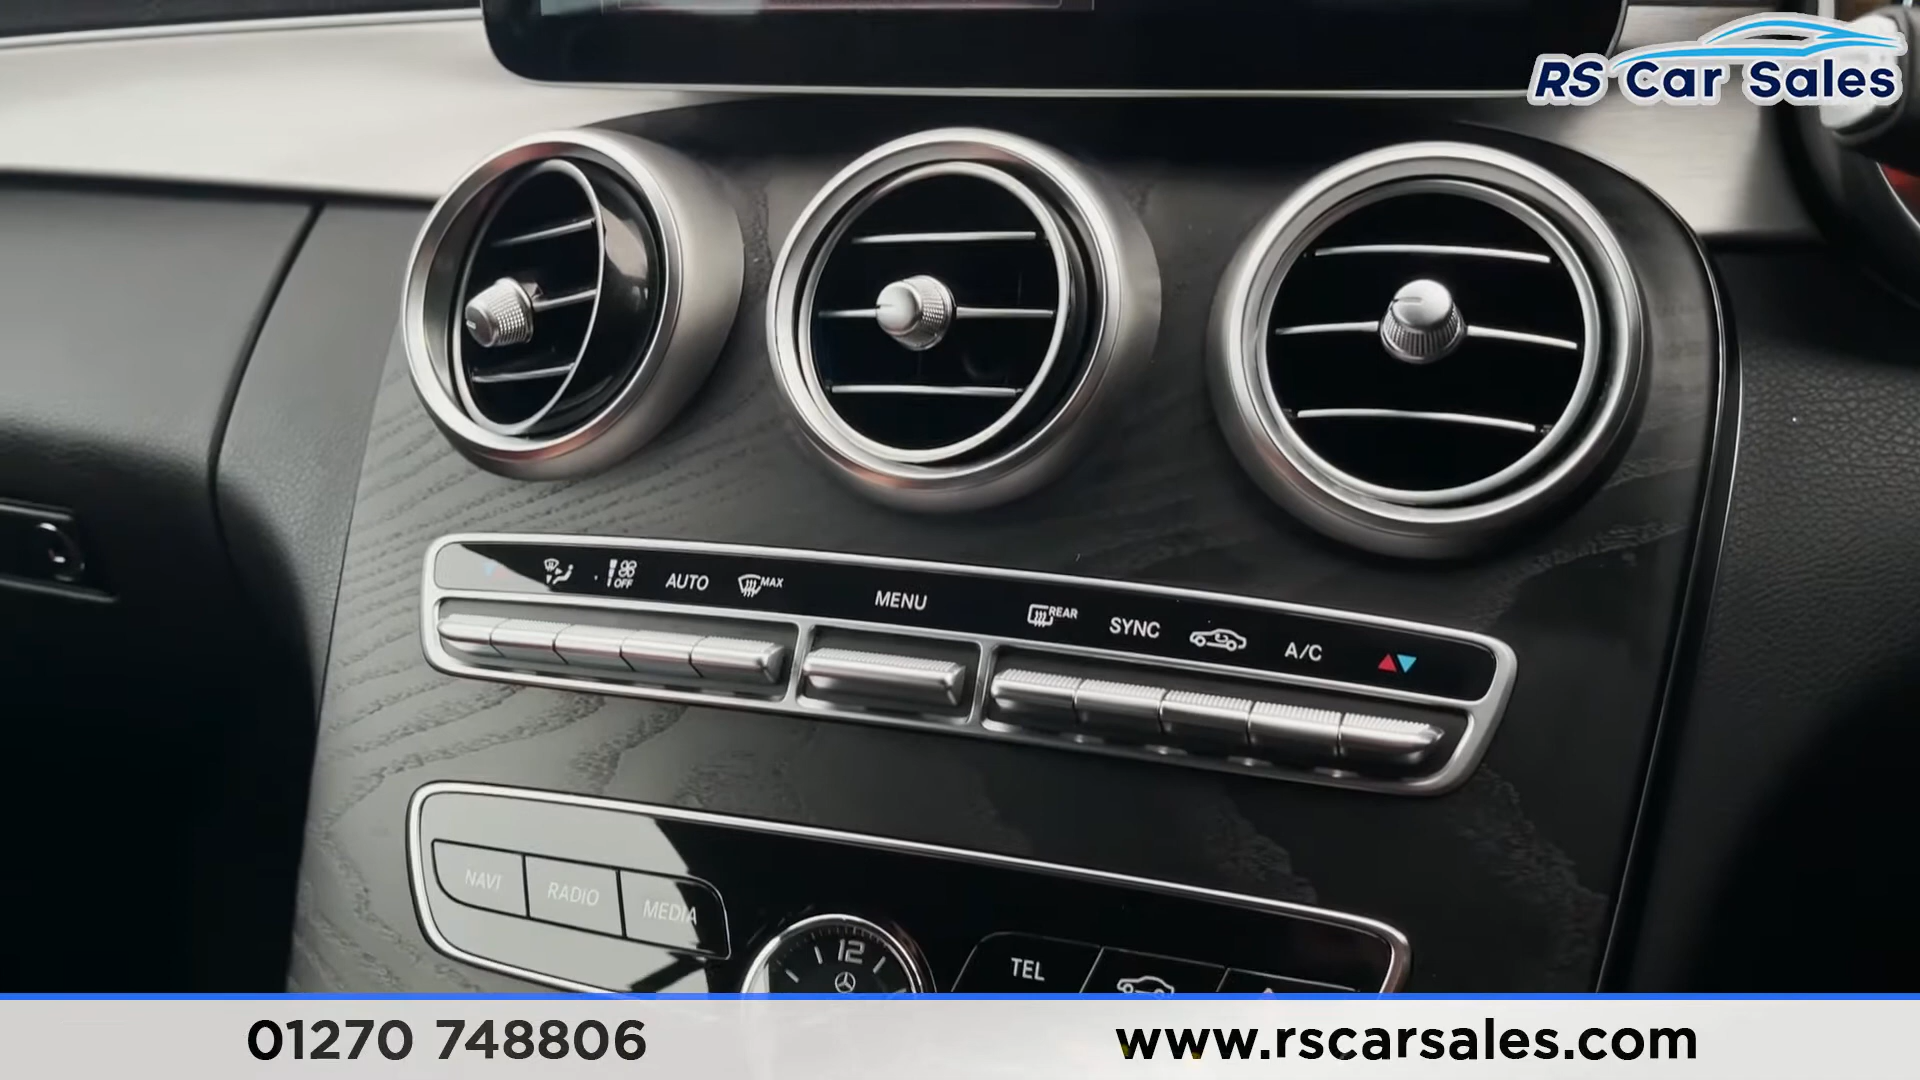 RS Car Sales
OFF AUTO MAX MENU REAR SYNC A/C
NAVI RADIO MEDIA
12
TEL
01270 748806
www.rscarsales.com